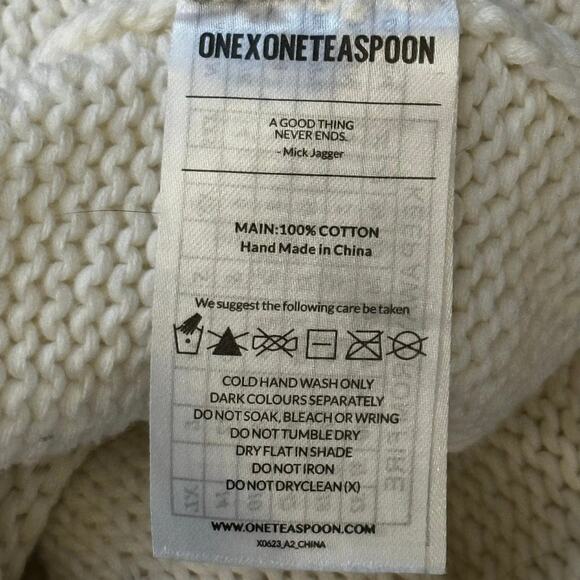 ONEXONETEASPOON
A GOOD THING
NEVER ENDS.
- Mick Jagger
MAIN:100% COTTON
Hand Made in China
We suggest the following care be taken
COLD HAND WASH ONLY
DARK COLOURS SEPARATELY
DO NOT SOAK, BLEACH OR WRING
DO NOT TUMBLE DRY
DRY FLAT IN SHADE
DO NOT IRON
DO NOT DRYCLEAN (X)
WWW.ONETEASPOON.COM
X0623_A2_CHINA